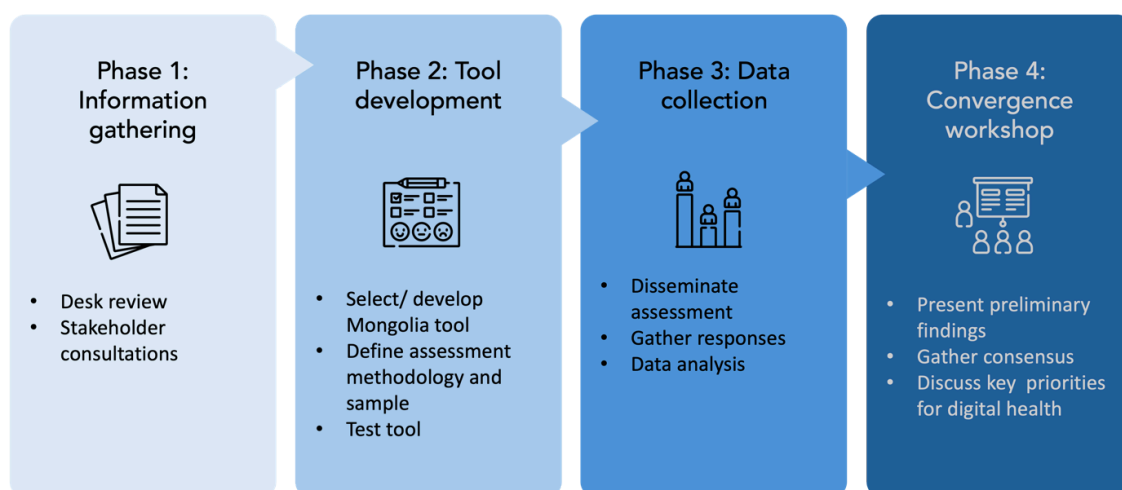 Phase 1:
Information
gathering
• Desk review
• Stakeholder
consultations
Phase 2: Tool
development
• Select/ develop
Mongolia tool
• Define assessment
methodology and
sample
• Test tool
Phase 3: Data
collection
• Disseminate
assessment
• Gather responses
• Data analysis
Phase 4:
Convergence
workshop
• Present preliminary
findings
• Gather consensus
• Discuss key  priorities
for digital health